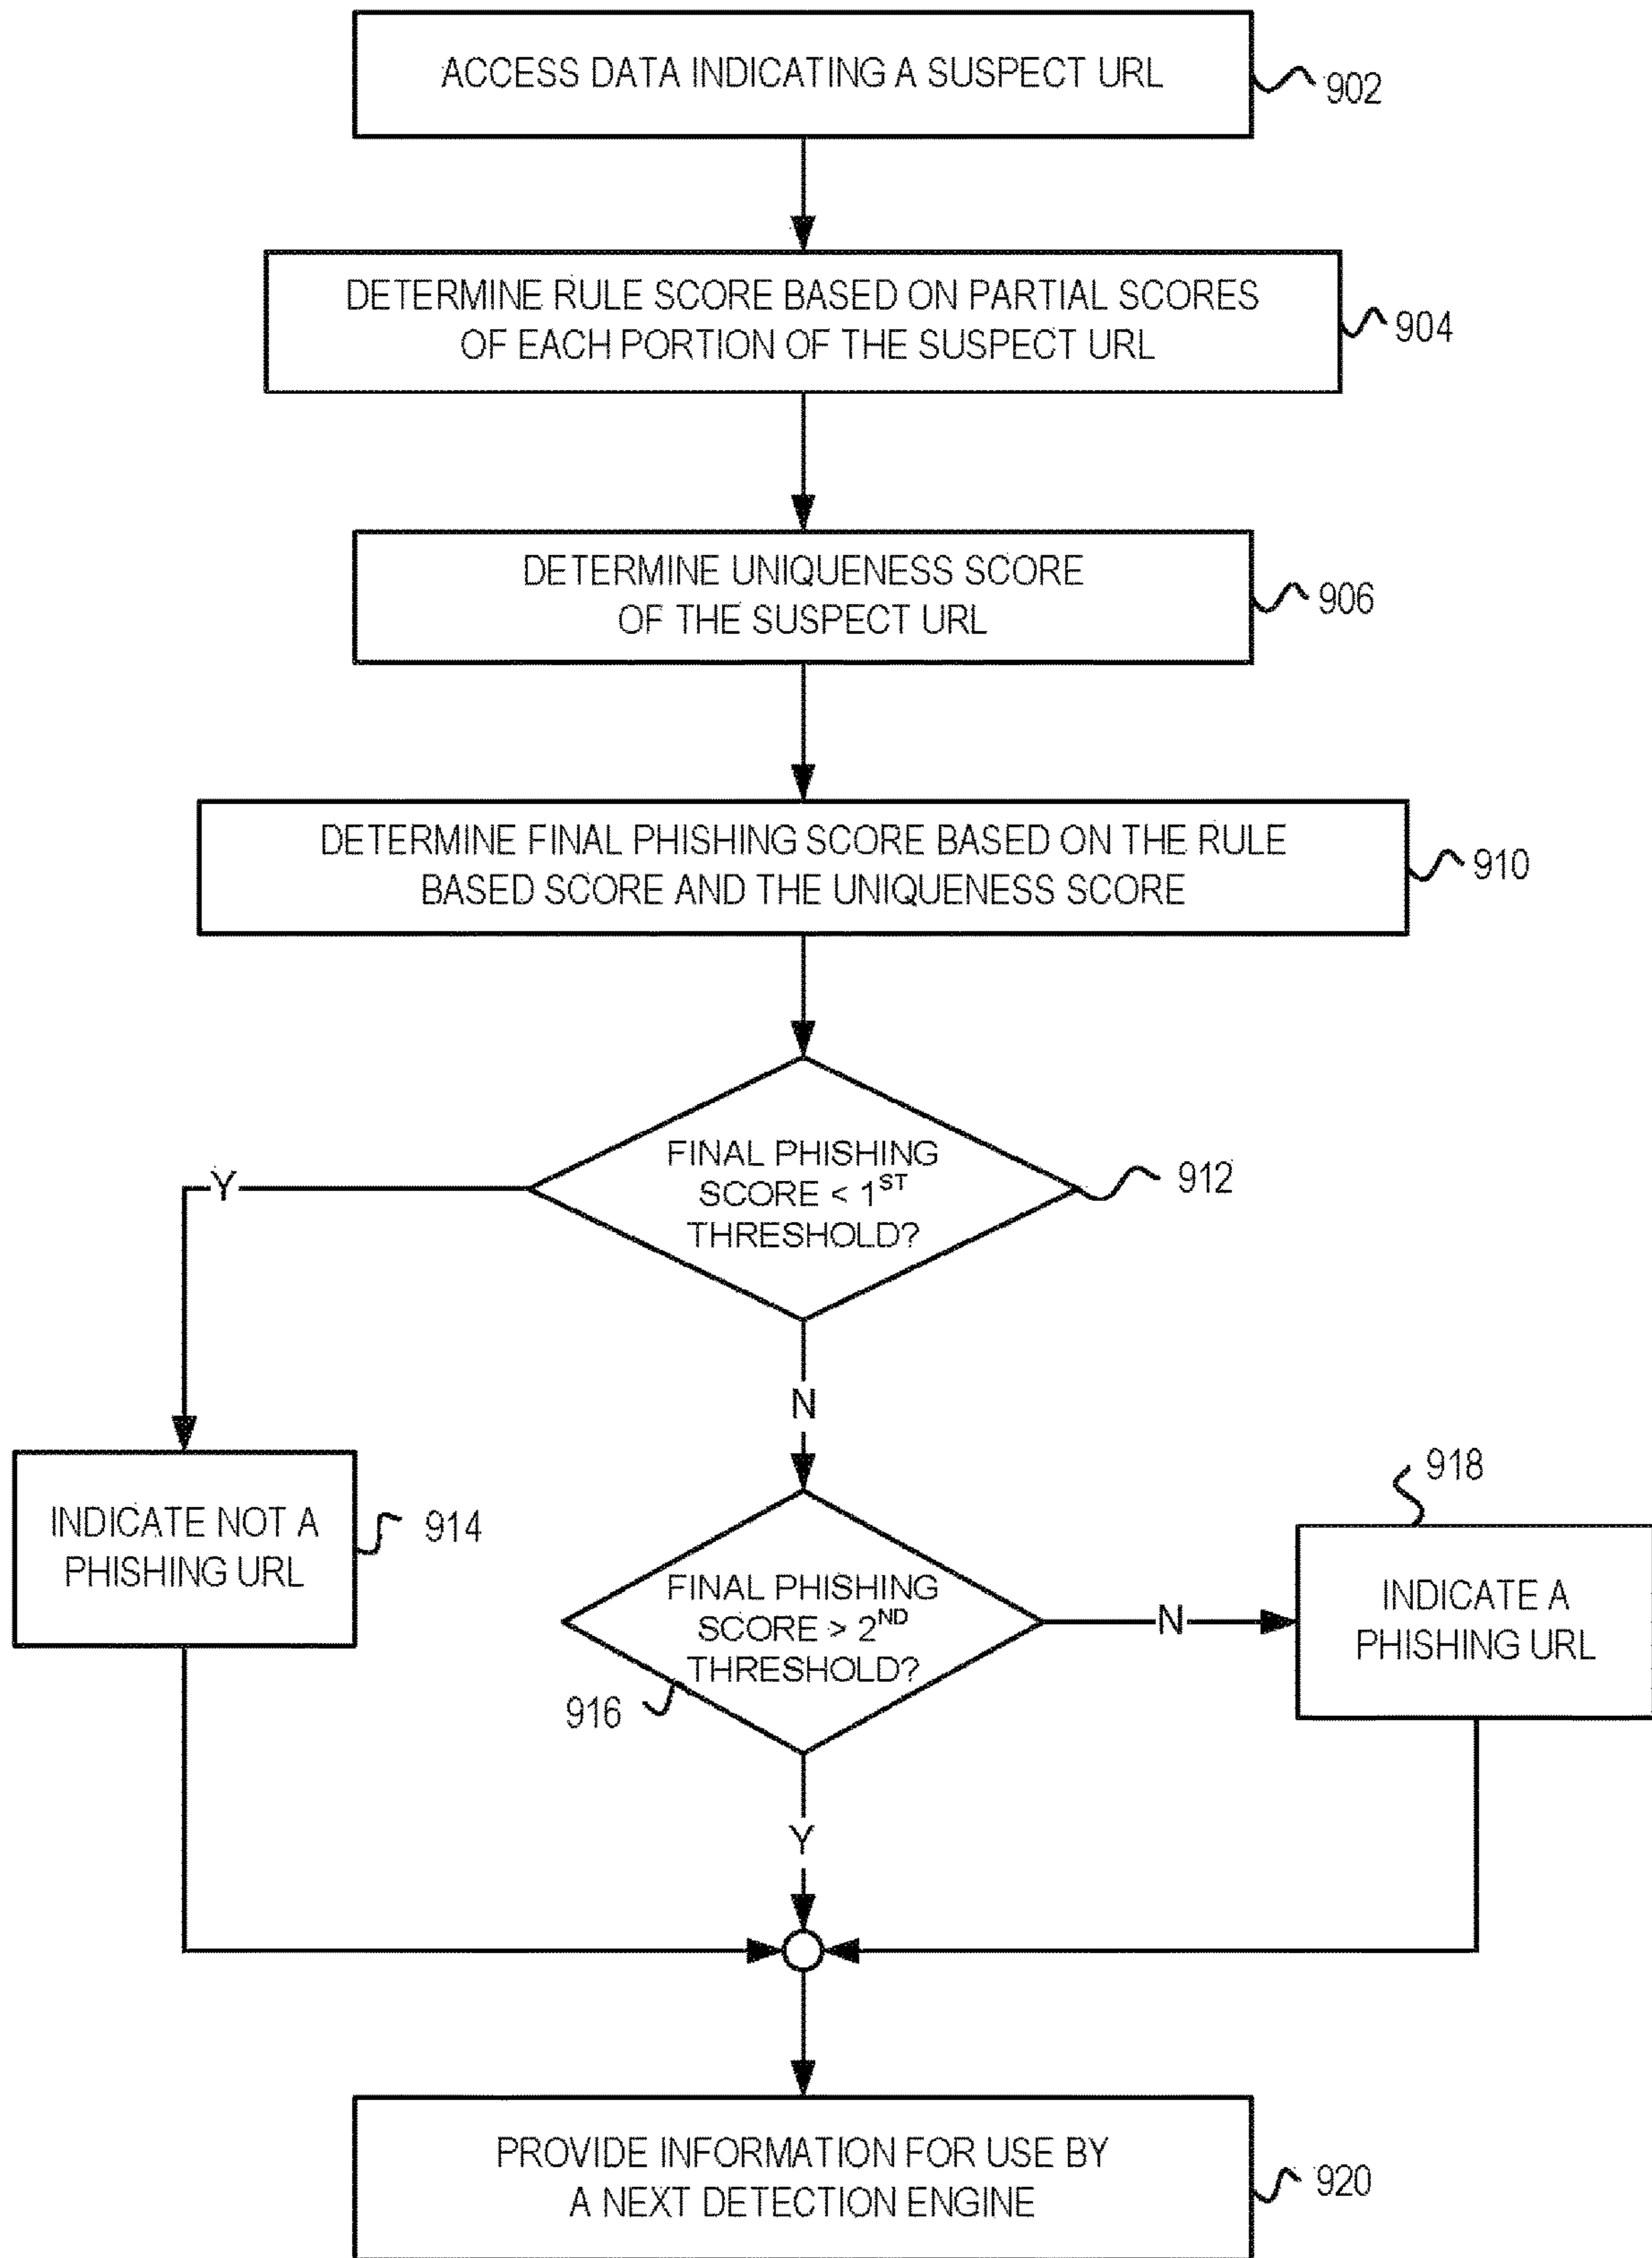 ACCESS DATA INDICATING A SUSPECT URL
902
DETERMINE RULE SCORE BASED ON PARTIAL SCORES
OF EACH PORTION OF THE SUSPECT URL
904
DETERMINE UNIQUENESS SCORE
OF THE SUSPECT URL
906
DETERMINE FINAL PHISHING SCORE BASED ON THE RULE
BASED SCORE AND THE UNIQUENESS SCORE
910
FINAL PHISHING
SCORE < 1ST
THRESHOLD?
912
Y
N
INDICATE NOT A
PHISHING URL
914
FINAL PHISHING
SCORE > 2ND
THRESHOLD?
916
N
918
INDICATE A
PHISHING URL
Y
PROVIDE INFORMATION FOR USE BY
A NEXT DETECTION ENGINE
920